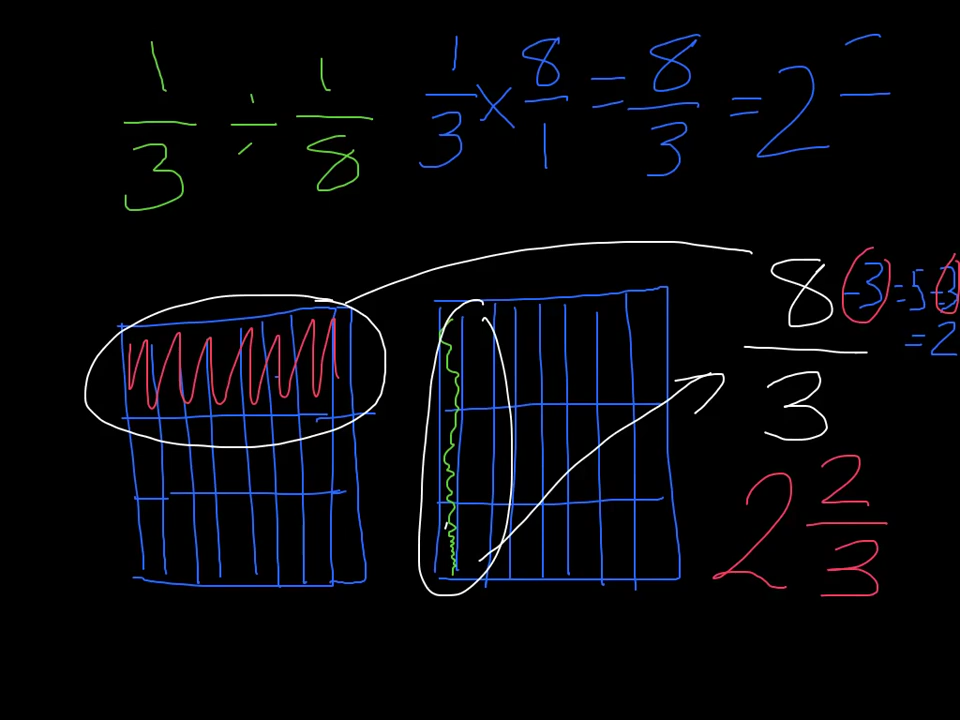 1/3 ÷ 1/8
1/3 × 8/1 = 8/3 = 2 –
8/3
-3 = 5 -3
= 2
2 2/3